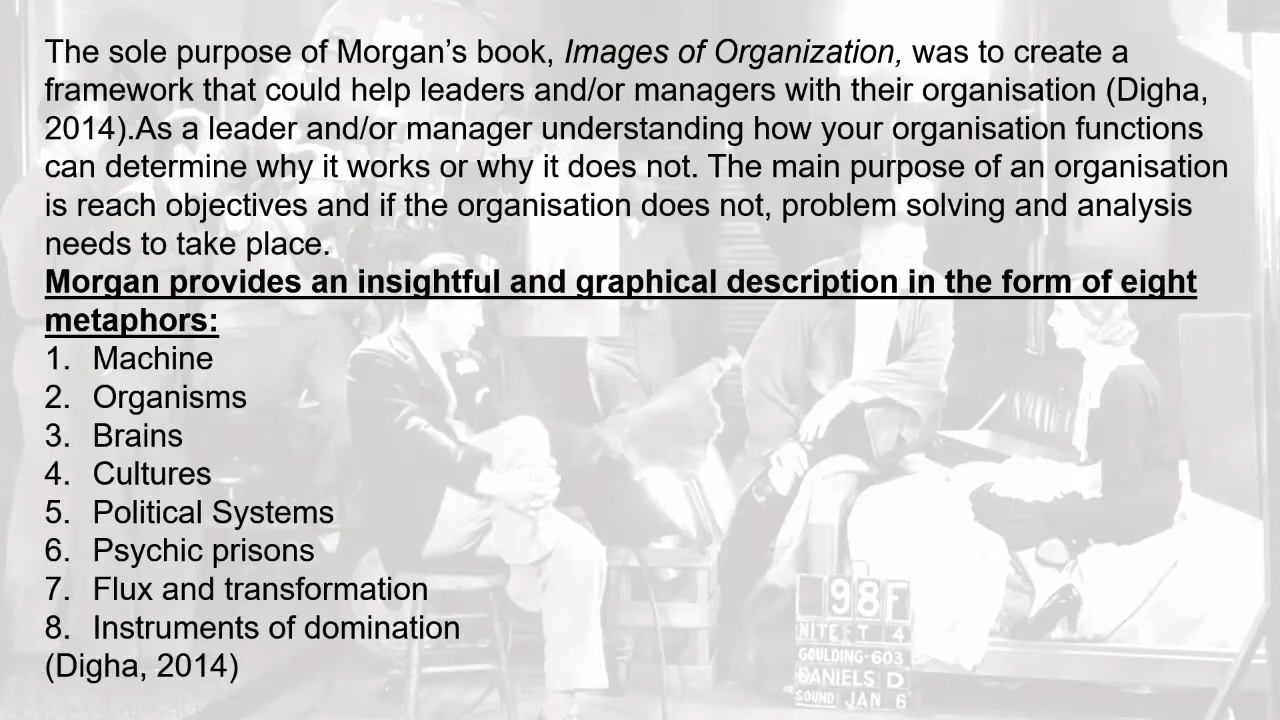 The sole purpose of Morgan's book, Images of Organization, was to create a
framework that could help leaders and/or managers with their organisation (Digha,
2014).As a leader and/or manager understanding how your organisation functions
can determine why it works or why it does not. The main purpose of an organisation
is reach objectives and if the organisation does not, problem solving and analysis
needs to take place.
Morgan provides an insightful and graphical description in the form of eight
metaphors:
1. Machine
2. Organisms
3. Brains
4. Cultures
5. Political Systems
6. Psychic prisons
7. Flux and transformation
8. Instruments of domination
(Digha, 2014)
98F
NITE T 4
GOULDING-603
DANIELS D
SOUND JAN 6